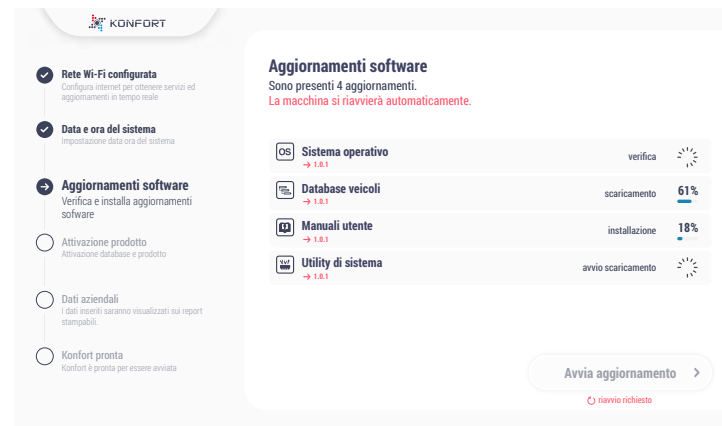 KONFORT
Rete Wi-Fi configurata
Configura internet per ottenere servizi ed
aggiornamenti in tempo reale
Data e ora del sistema
Impostazione data ora del sistema
Aggiornamenti software
Verifica e installa aggiornamenti
sofware
Attivazione prodotto
Attivazione database e prodotto
Dati aziendali
I dati inseriti saranno visualizzati sui report
stampabili.
Konfort pronta
Konfort è pronta per essere avviata
Aggiornamenti software
Sono presenti 4 aggiornamenti.
La macchina si riavvierà automaticamente.
OS Sistema operativo
→ 1.0.1
verifica
Database veicoli
→ 1.0.1
scaricamento 61%
Manuali utente
→ 1.0.1
installazione 18%
Utility di sistema
→ 1.0.1
avvio scaricamento
Avvia aggiornamento
riavvio richiesto